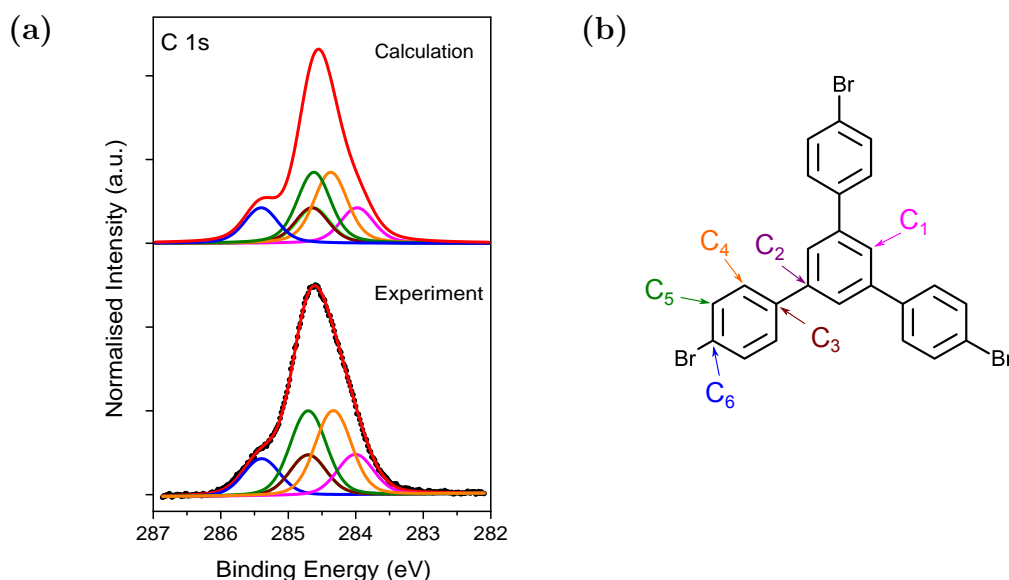 (a)
C 1s
Calculation
Experiment
Normalised Intensity (a.u.)
287 286 285 284 283 282
Binding Energy (eV)
(b)
Br
C₁
C₂
C₄
C₅
C₃
Br
Br
C₆